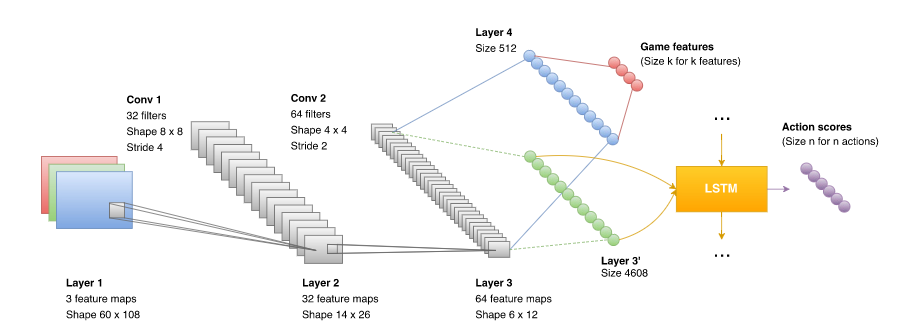 Layer 4
Size 512
Game features
(Size k for k features)
Conv 1
32 filters
Shape 8 x 8
Stride 4
Conv 2
64 filters
Shape 4 x 4
Stride 2
...
Action scores
(Size n for n actions)
LSTM
...
Layer 3'
Size 4608
Layer 1
3 feature maps
Shape 60 x 108
Layer 2
32 feature maps
Shape 14 x 26
Layer 3
64 feature maps
Shape 6 x 12